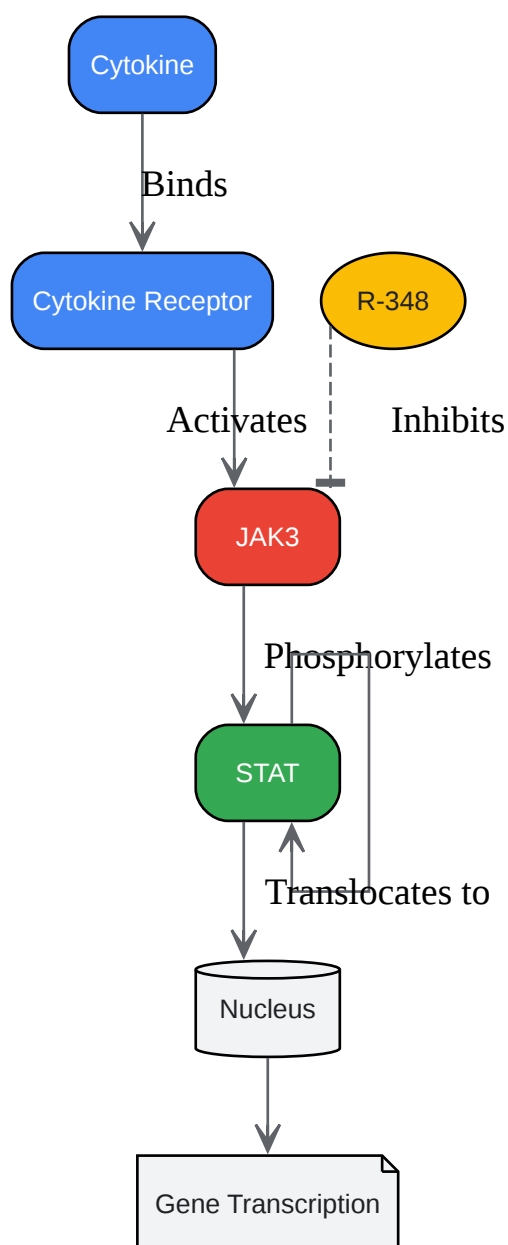 Cytokine
Binds
Cytokine Receptor
R-348
Activates
Inhibits
JAK3
Phosphorylates
STAT
Translocates to
Nucleus
Gene Transcription